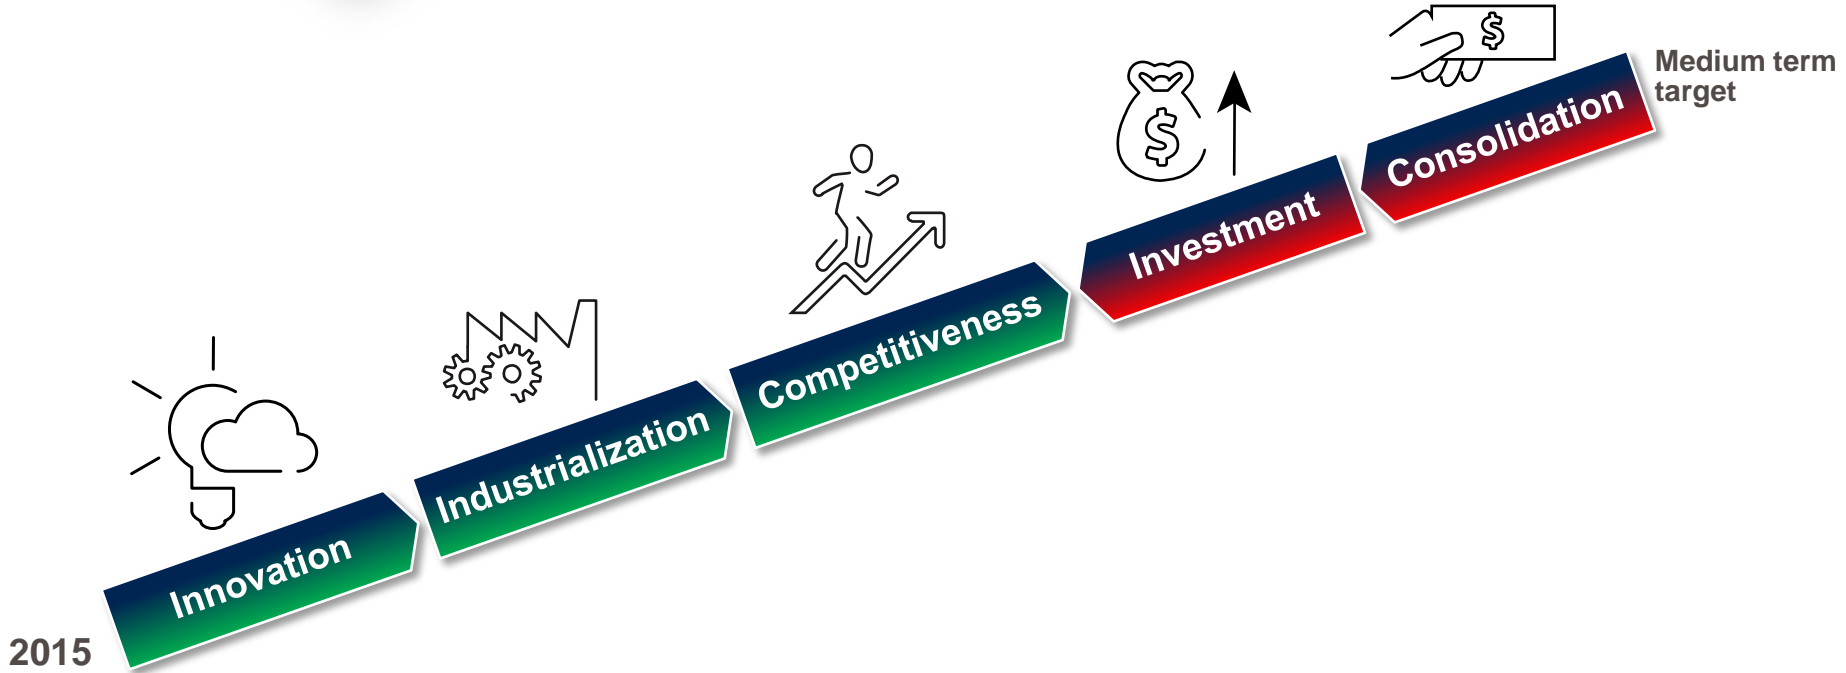 2015
Innovation
Industrialization
Competitiveness
Investment
Consolidation
Medium term
target
$
$